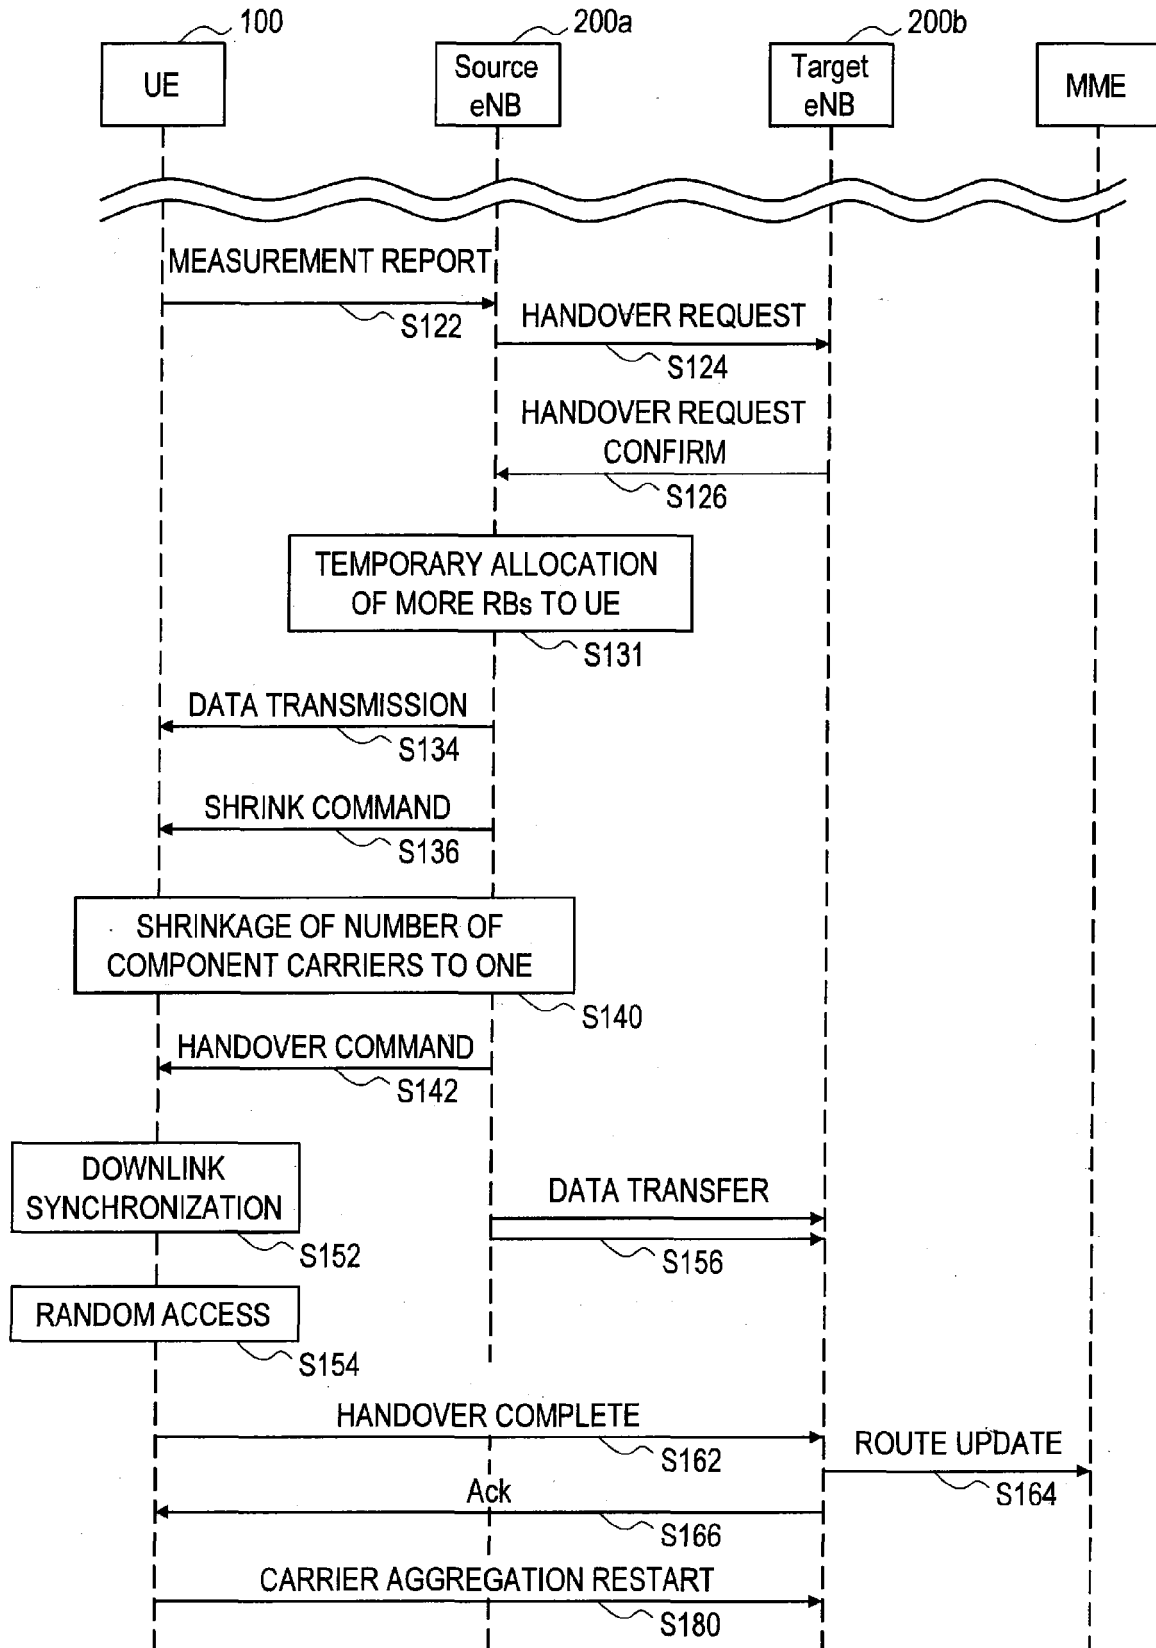 100
200a
200b
UE
Source
eNB
Target
eNB
MME
MEASUREMENT REPORT
S122
HANDOVER REQUEST
S124
HANDOVER REQUEST
CONFIRM
S126
TEMPORARY ALLOCATION
OF MORE RBs TO UE
S131
DATA TRANSMISSION
S134
SHRINK COMMAND
S136
SHRINKAGE OF NUMBER OF
COMPONENT CARRIERS TO ONE
S140
HANDOVER COMMAND
S142
DOWNLINK
SYNCHRONIZATION
S152
DATA TRANSFER
S156
RANDOM ACCESS
S154
HANDOVER COMPLETE
S162
ROUTE UPDATE
S164
Ack
S166
CARRIER AGGREGATION RESTART
S180